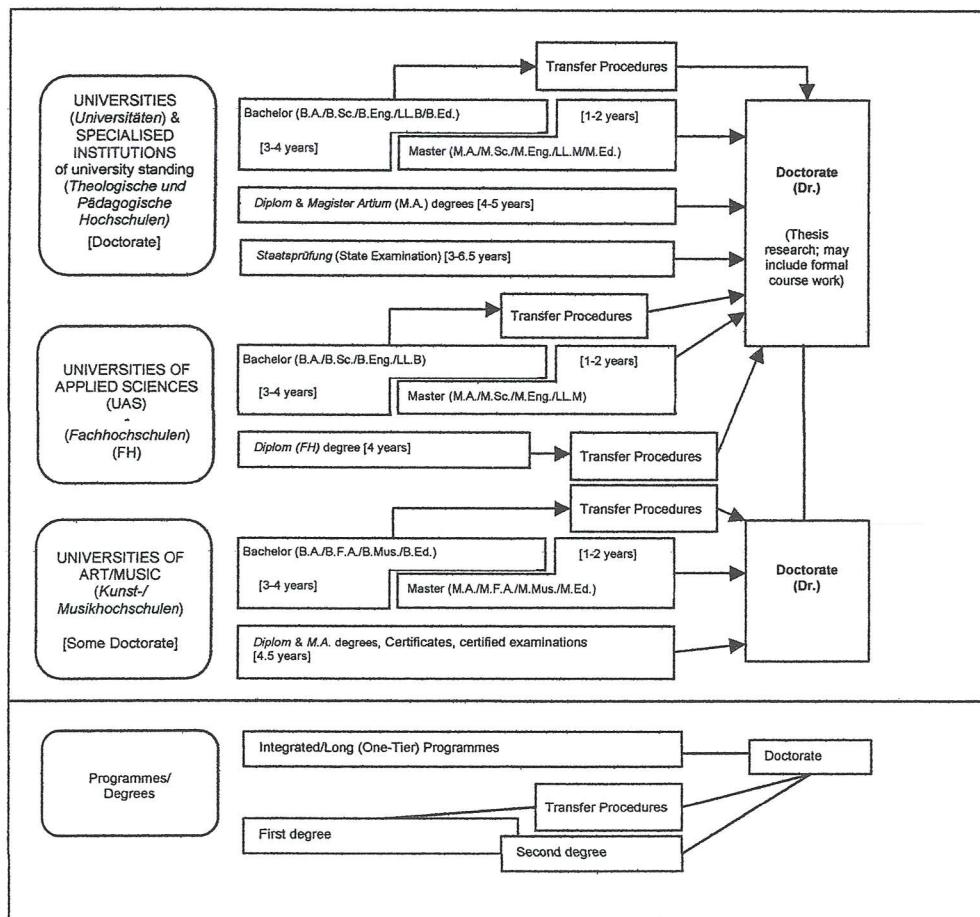 Transfer Procedures
UNIVERSITIES
(Universitäten) &
SPECIALISED
INSTITUTIONS
of university standing
(Theologische und
Pädagogische
Hochschulen)
[Doctorate]
Bachelor (B.A./B.Sc./B.Eng./LL.B/B.Ed.)
[3-4 years]
[1-2 years]
Master (M.A./M.Sc./M.Eng./LL.M/M.Ed.)
Diplom & Magister Artium (M.A.) degrees [4-5 years]
Staatsprüfung (State Examination) [3-6.5 years]
Doctorate
(Dr.)
(Thesis
research; may
include formal
course work)
UNIVERSITIES OF
APPLIED SCIENCES
(UAS)
-
(Fachhochschulen)
(FH)
Transfer Procedures
Bachelor (B.A./B.Sc./B.Eng./LL.B)
[3-4 years]
[1-2 years]
Master (M.A./M.Sc./M.Eng./LL.M)
Diplom (FH) degree [4 years]
Transfer Procedures
UNIVERSITIES OF
ART/MUSIC
(Kunst-/
Musikhochschulen)
[Some Doctorate]
Transfer Procedures
Bachelor (B.A./B.F.A./B.Mus./B.Ed.)
[3-4 years]
[1-2 years]
Master (M.A./M.F.A./M.Mus./M.Ed.)
Diplom & M.A. degrees, Certificates, certified examinations
[4.5 years]
Doctorate
(Dr.)
Programmes/
Degrees
Integrated/Long (One-Tier) Programmes
Doctorate
Transfer Procedures
First degree
Second degree